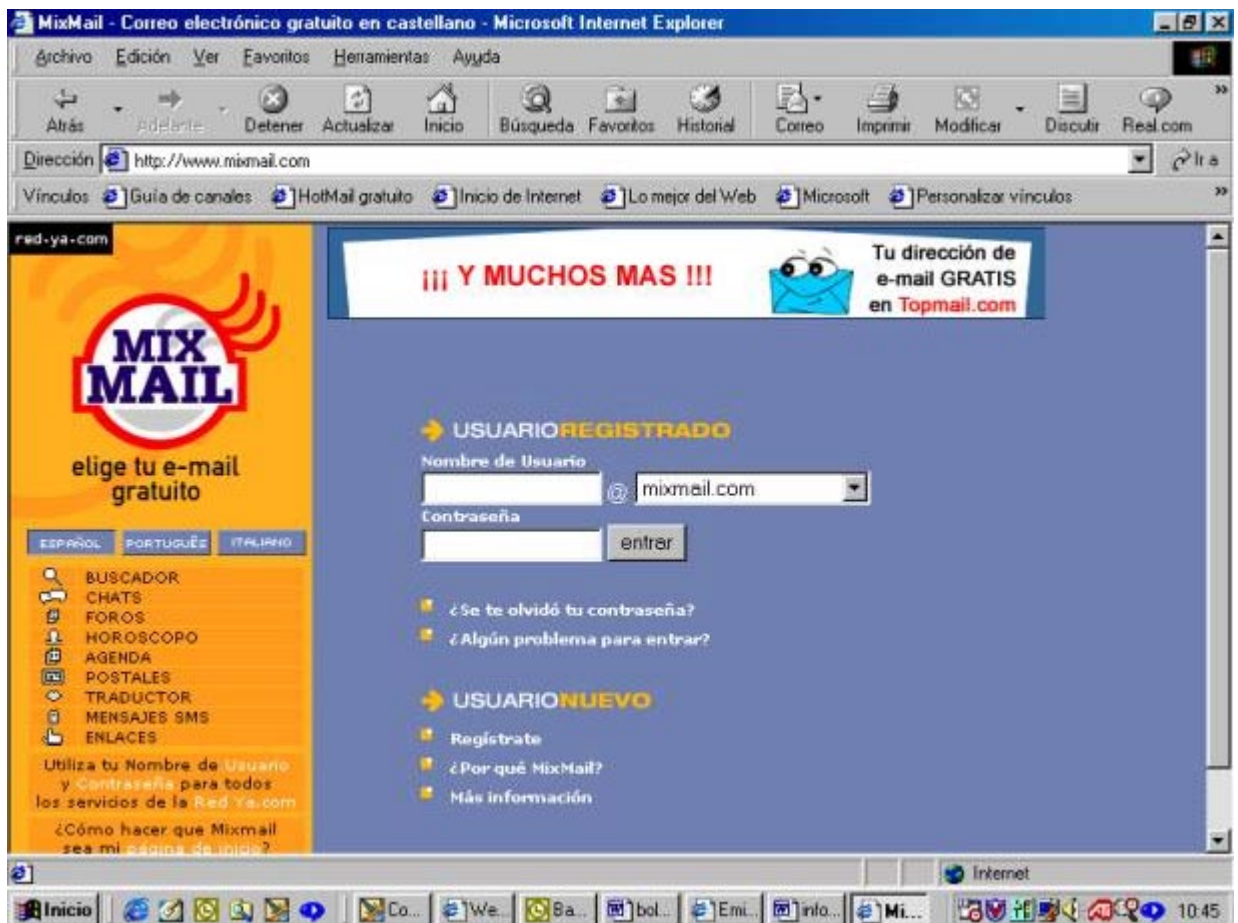 MixMail - Correo electrónico gratuito en castellano - Microsoft Internet Explorer
Archivo Edición Ver Favoritos Herramientas Ayuda
Atrás Adelante Detener Actualizar Inicio Búsqueda Favoritos Historial Correo Imprimir Modificar Discutir Real.com
Dirección http://www.mixmail.com Ir a
Vínculos Guía de canales HotMail gratuito Inicio de Internet Lo mejor del Web Microsoft Personalizar vínculos
red-ya-com
MIX
MAIL
elige tu e-mail
gratuito
ESPAÑOL PORTUGUÊS ITALIANO
BUSCADOR
CHATS
FOROS
HOROSCOPO
AGENDA
POSTALES
TRADUCTOR
MENSAJES SMS
ENLACES
Utiliza tu Nombre de Usuario
y Contraseña para todos
los servicios de la Red Ya.com
¿Cómo hacer que Mixmail
sea mi página de inicio?
¡¡¡ Y MUCHOS MAS !!!
Tu dirección de
e-mail GRATIS
en Topmail.com
USUARIOREGISTRADO
Nombre de Usuario
@ mixmail.com
Contraseña
entrar
¿Se te olvidó tu contraseña?
¿Algún problema para entrar?
USUARIONUEVO
Regístrate
¿Por qué MixMail?
Más información
Internet
Inicio Co... We... Ba... bol... Emi... info... Mi... 10:45